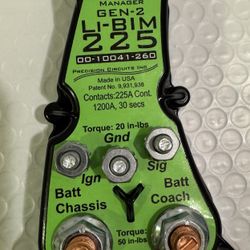 MANAGER
GEN-2
LI-BIM
225
00-10041-260
PRECISION CIRCUITS INC
Made in USA
Patent No. 9,931,936
Contacts:225A Cont.
1200A, 30 secs
Torque: 20 in-lbs
Gnd
Ign
Sig
Batt
Chassis
Batt
Coach
Torque:
50 in-lbs